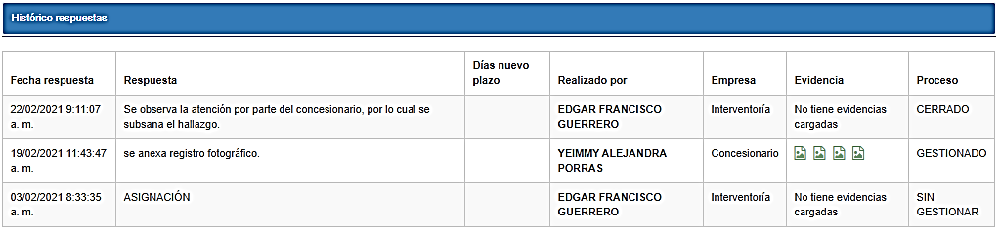 Histórico respuestas
Fecha respuesta
Respuesta
Días nuevo
plazo
Realizado por
Empresa
Evidencia
Proceso
22/02/2021 9:11:07
a. m.
Se observa la atención por parte del concesionario, por lo cual se
subsana el hallazgo.
EDGAR FRANCISCO
GUERRERO
Interventoría
No tiene evidencias
cargadas
CERRADO
19/02/2021 11:43:47
a. m.
se anexa registro fotográfico.
YEIMMY ALEJANDRA
PORRAS
Concesionario
GESTIONADO
03/02/2021 8:33:35
a. m.
ASIGNACIÓN
EDGAR FRANCISCO
GUERRERO
Interventoría
No tiene evidencias
cargadas
SIN
GESTIONAR